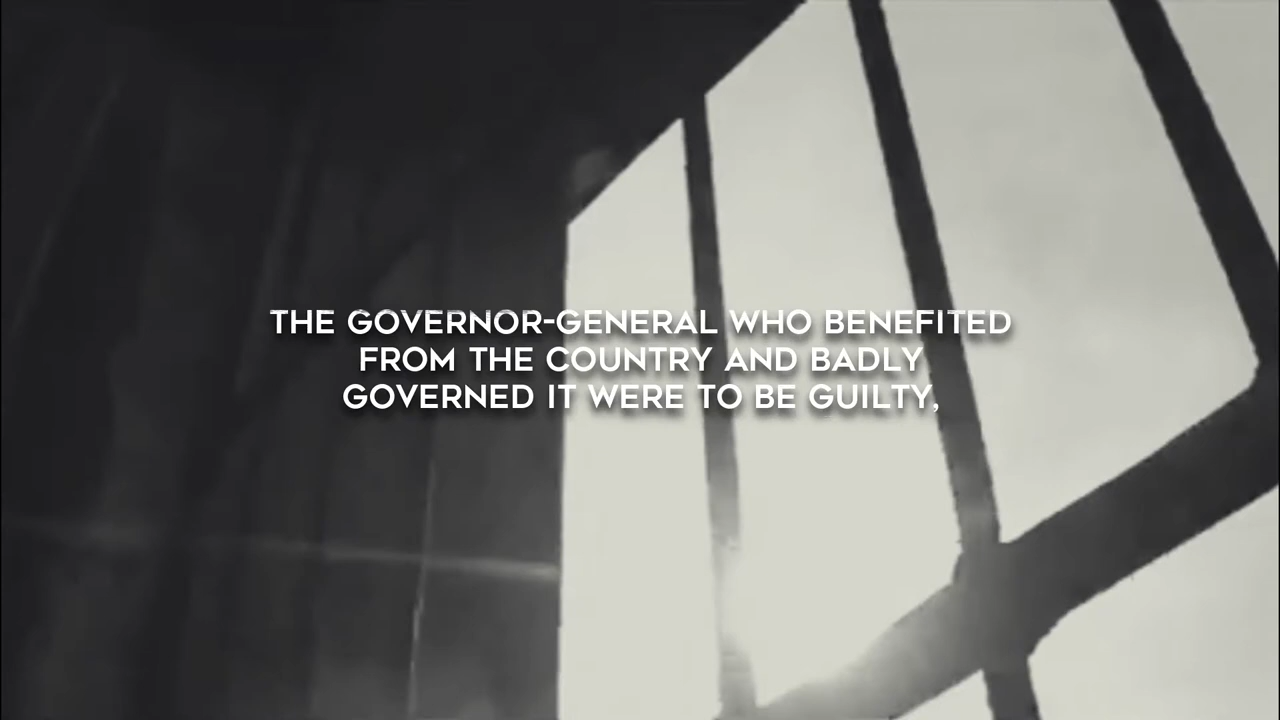 THE GOVERNOR-GENERAL WHO BENEFITED
FROM THE COUNTRY AND BADLY
GOVERNED IT WERE TO BE GUILTY,